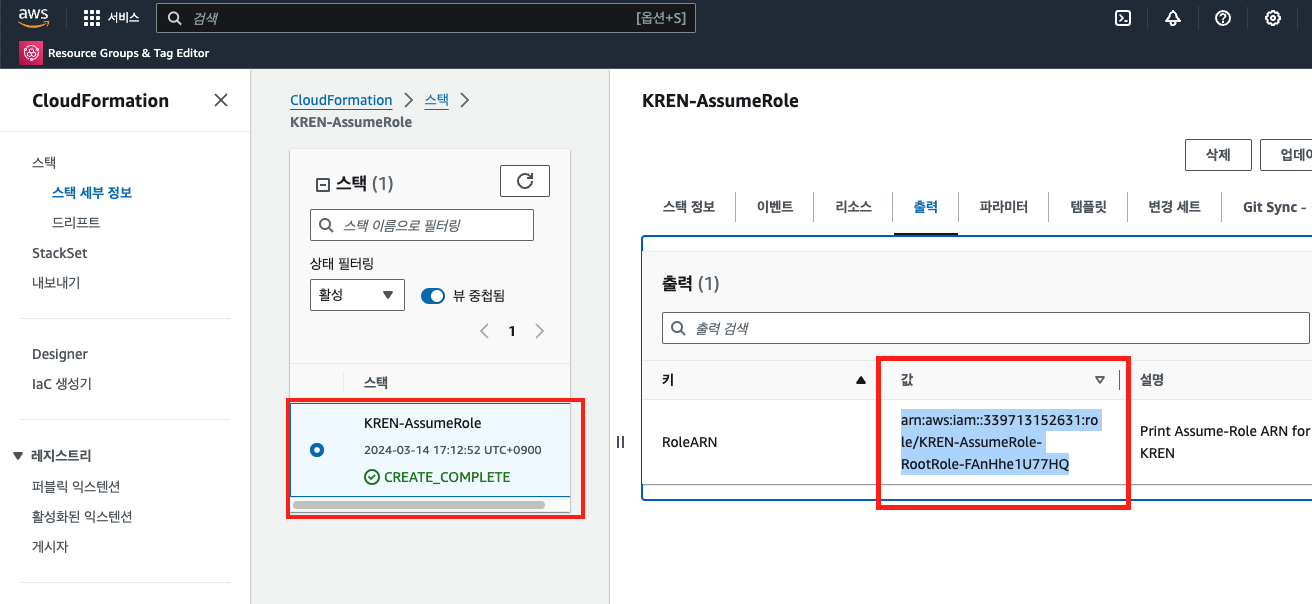 aws
서비스
검색
[옵션+S]
Resource Groups & Tag Editor
CloudFormation
스택
스택 세부 정보
드리프트
StackSet
내보내기
Designer
IaC 생성기
레지스트리
퍼블릭 익스텐션
활성화된 익스텐션
게시자
CloudFormation
스택
KREN-AssumeRole
스택 (1)
스택 이름으로 필터링
상태 필터링
활성
뷰 중첩됨
1
스택
KREN-AssumeRole
2024-03-14 17:12:52 UTC+0900
CREATE_COMPLETE
KREN-AssumeRole
삭제
업데이
스택 정보
이벤트
리소스
출력
파라미터
템플릿
변경 세트
Git Sync -
출력 (1)
출력 검색
키
값
설명
RoleARN
arn:aws:iam::339713152631:ro
le/KREN-AssumeRole-
RootRole-FAnHhe1U77HQ
Print Assume-Role ARN for
KREN